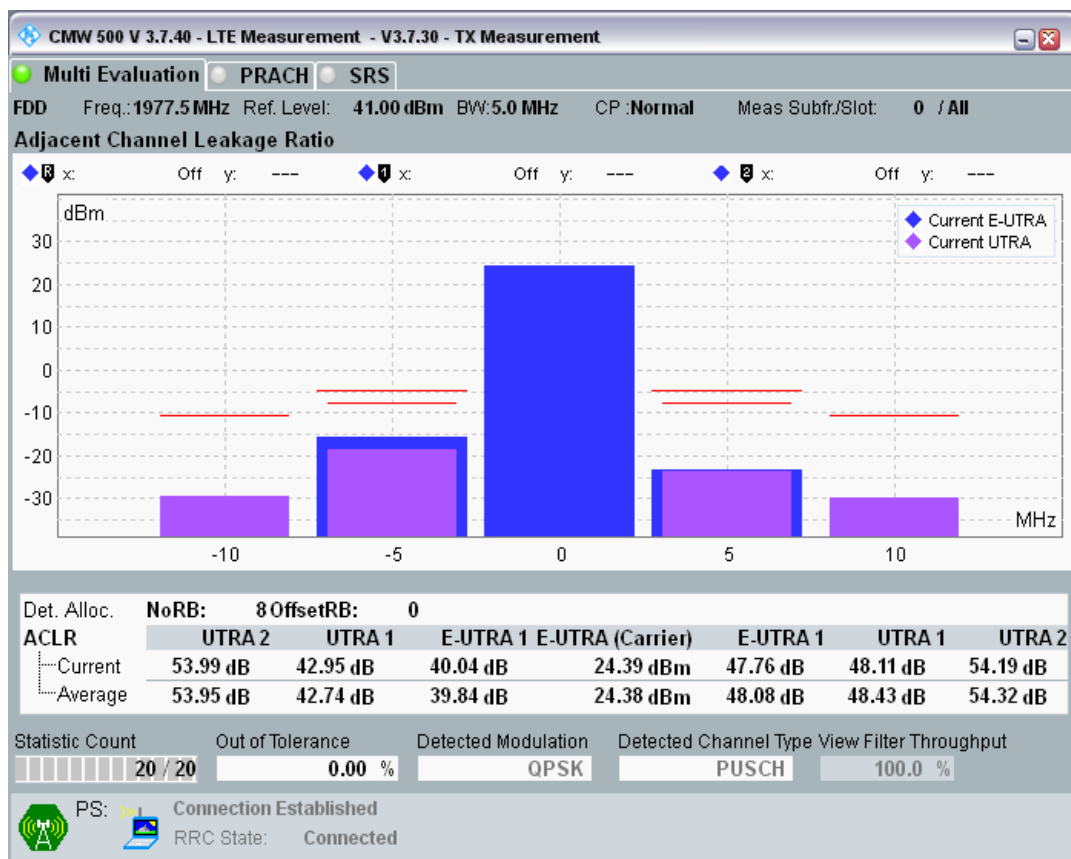 CMW 500 V 3.7.40 - LTE Measurement - V3.7.30 - TX Measurement
Multi Evaluation PRACH SRS
FDD Freq.: 1977.5 MHz Ref. Level: 41.00 dBm BW: 5.0 MHz CP : Normal Meas Subfr./Slot: 0 / All
Adjacent Channel Leakage Ratio
R x: Off y: --- 1 x: Off y: --- 2 x: Off y: ---
dBm
Current E-UTRA
Current UTRA
30
20
10
0
-10
-20
-30
MHz
-10 -5 0 5 10
Det. Alloc. NoRB: 8 OffsetRB: 0
ACLR UTRA 2 UTRA 1 E-UTRA 1 E-UTRA (Carrier) E-UTRA 1 UTRA 1 UTRA 2
Current 53.99 dB 42.95 dB 40.04 dB 24.39 dBm 47.76 dB 48.11 dB 54.19 dB
Average 53.95 dB 42.74 dB 39.84 dB 24.38 dBm 48.08 dB 48.43 dB 54.32 dB
Statistic Count Out of Tolerance Detected Modulation Detected Channel Type View Filter Throughput
20 / 20 0.00 % QPSK PUSCH 100.0 %
PS: Connection Established
RRC State: Connected